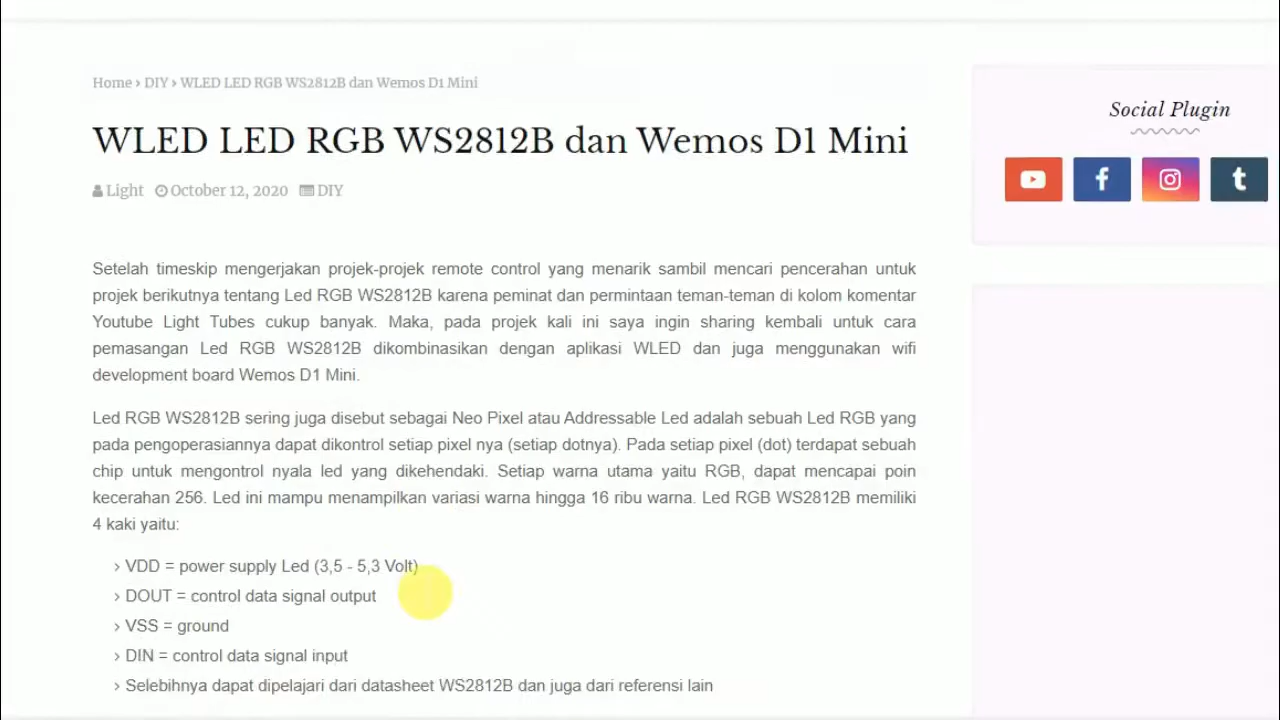 Home › DIY › WLED LED RGB WS2812B dan Wemos D1 Mini
WLED LED RGB WS2812B dan Wemos D1 Mini
Light October 12, 2020 DIY
Setelah timeskip mengerjakan projek-projek remote control yang menarik sambil mencari pencerahan untuk
projek berikutnya tentang Led RGB WS2812B karena peminat dan permintaan teman-teman di kolom komentar
Youtube Light Tubes cukup banyak. Maka, pada projek kali ini saya ingin sharing kembali untuk cara
pemasangan Led RGB WS2812B dikombinasikan dengan aplikasi WLED dan juga menggunakan wifi
development board Wemos D1 Mini.
Led RGB WS2812B sering juga disebut sebagai Neo Pixel atau Addressable Led adalah sebuah Led RGB yang
pada pengoperasiannya dapat dikontrol setiap pixel nya (setiap dotnya). Pada setiap pixel (dot) terdapat sebuah
chip untuk mengontrol nyala led yang dikehendaki. Setiap warna utama yaitu RGB, dapat mencapai poin
kecerahan 256. Led ini mampu menampilkan variasi warna hingga 16 ribu warna. Led RGB WS2812B memiliki
4 kaki yaitu:
› VDD = power supply Led (3,5 - 5,3 Volt)
› DOUT = control data signal output
› VSS = ground
› DIN = control data signal input
› Selebihnya dapat dipelajari dari datasheet WS2812B dan juga dari referensi lain
Social Plugin